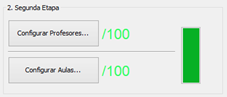 2. Segunda Etapa
Configurar Profesores... /100
Configurar Aulas... /100